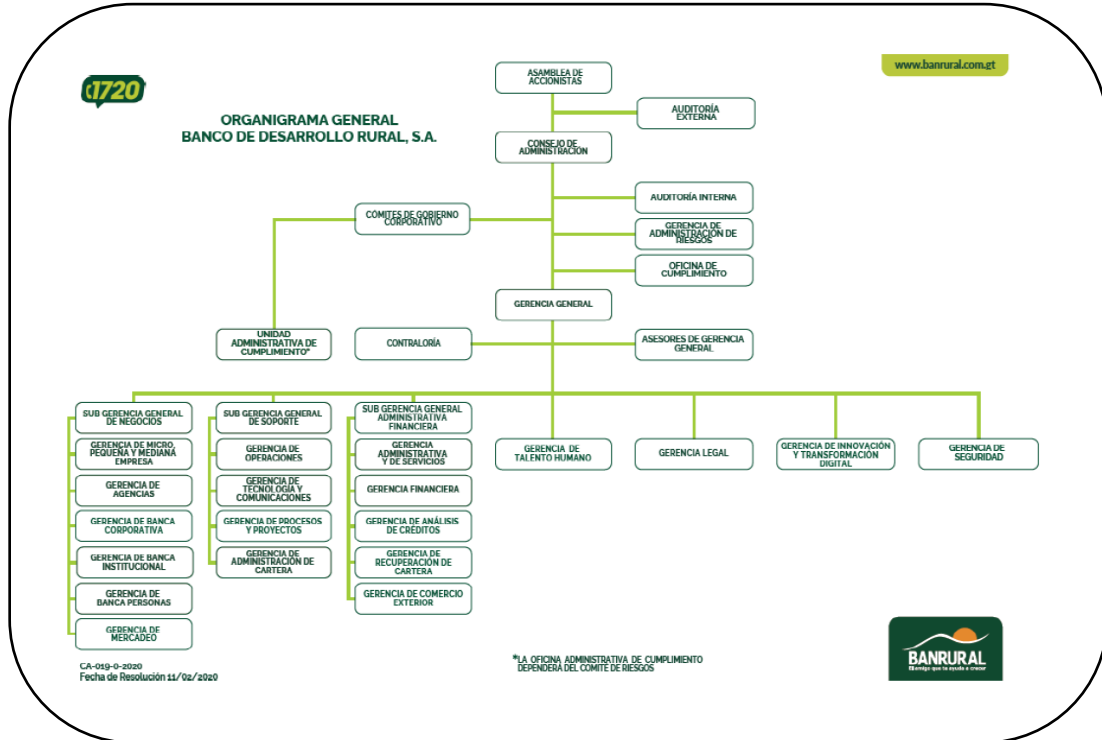 1720
www.banrural.com.gt
ORGANIGRAMA GENERAL
BANCO DE DESARROLLO RURAL, S.A.
ASAMBLEA DE
ACCIONISTAS
AUDITORÍA
EXTERNA
CONSEJO DE
ADMINISTRACION
AUDITORÍA INTERNA
CÓMITES DE GOBIERNO
CORPORATIVO
GERENCIA DE
ADMINISTRACIÓN DE
RIESGOS
OFICINA DE
CUMPLIMIENTO
GERENCIA GENERAL
UNIDAD
ADMINISTRATIVA DE
CUMPLIMIENTO*
CONTRALORÍA
ASESORES DE GERENCIA
GENERAL
SUB GERENCIA GENERAL
DE NEGOCIOS
GERENCIA DE MICRO,
PEQUEÑA Y MEDIANA
EMPRESA
GERENCIA DE
AGENCIAS
GERENCIA DE BANCA
CORPORATIVA
GERENCIA DE BANCA
INSTITUCIONAL
GERENCIA DE
BANCA PERSONAS
GERENCIA DE
MERCADEO
SUB GERENCIA GENERAL
DE SOPORTE
GERENCIA DE
OPERACIONES
GERENCIA DE
TECNOLOGÍA Y
COMUNICACIONES
GERENCIA DE PROCESOS
Y PROYECTOS
GERENCIA DE
ADMINISTRACIÓN DE
CARTERA
SUB GERENCIA GENERAL
ADMINISTRATIVA
FINANCIERA
GERENCIA
ADMINISTRATIVA
Y DE SERVICIOS
GERENCIA FINANCIERA
GERENCIA DE ANÁLISIS
DE CRÉDITOS
GERENCIA DE
RECUPERACIÓN DE
CARTERA
GERENCIA DE COMERCIO
EXTERIOR
GERENCIA DE
TALENTO HUMANO
GERENCIA LEGAL
GERENCIA DE INNOVACIÓN
Y TRANSFORMACIÓN
DIGITAL
GERENCIA DE
SEGURIDAD
CA-019-0-2020
Fecha de Resolución 11/02/2020
*LA OFICINA ADMINISTRATIVA DE CUMPLIMIENTO
DEPENDERÁ DEL COMITÉ DE RIESGOS
BANRURAL
El amigo que te ayuda a crecer